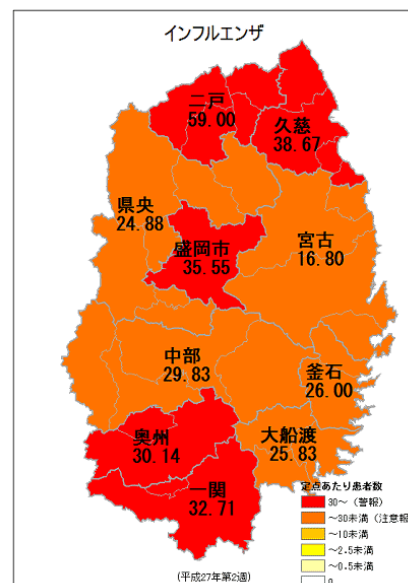 インフルエンザ
二戸
59.00
久慈
38.67
県央
24.88
盛岡市
35.55
宮古
16.80
中部
29.83
釜石
26.00
奥州
30.14
大船渡
25.83
一関
32.71
定点あたり患者数
30～（警報）
～30未満（注意報
～10未満
～2.5未満
～0.5未満
0
（平成27年第2週）